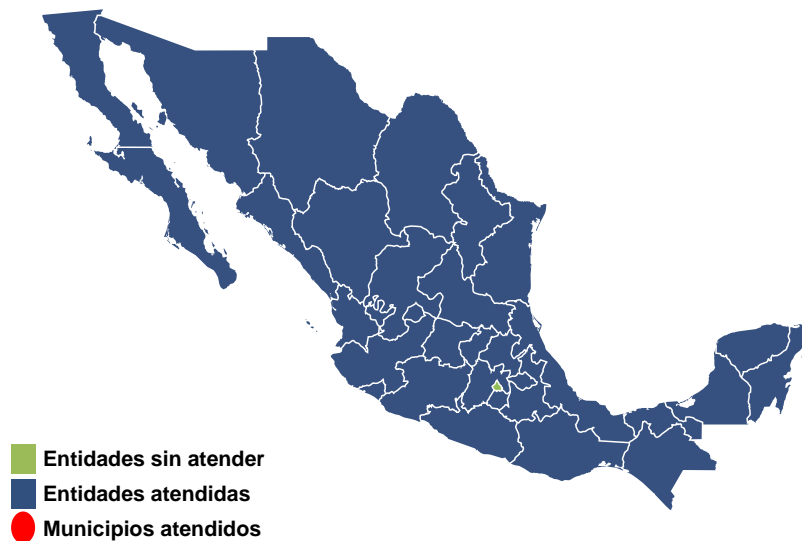 Entidades sin atender
Entidades atendidas
Municipios atendidos